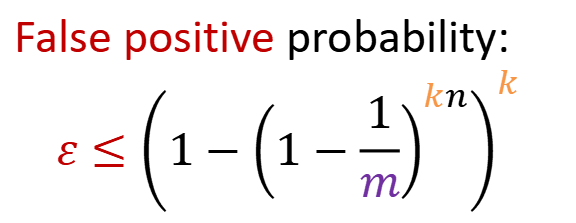 False positive probability:
ε ≤ (1 − (1 − 1/m)^{kn})^k